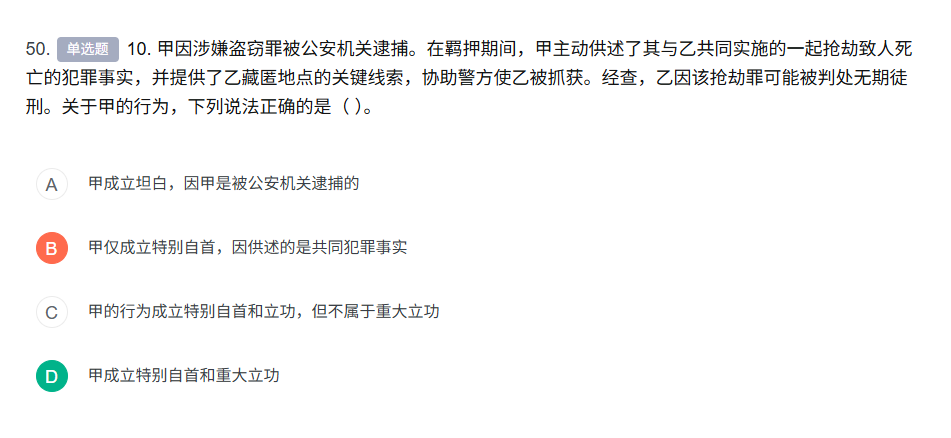 50. 单选题 10. 甲因涉嫌盗窃罪被公安机关逮捕。在羁押期间，甲主动供述了其与乙共同实施的一起抢劫致人死
亡的犯罪事实，并提供了乙藏匿地点的关键线索，协助警方使乙被抓获。经查，乙因该抢劫罪可能被判处无期徒
刑。关于甲的行为，下列说法正确的是（ ）。
A 甲成立坦白，因甲是被公安机关逮捕的
B 甲仅成立特别自首，因供述的是共同犯罪事实
C 甲的行为成立特别自首和立功，但不属于重大立功
D 甲成立特别自首和重大立功